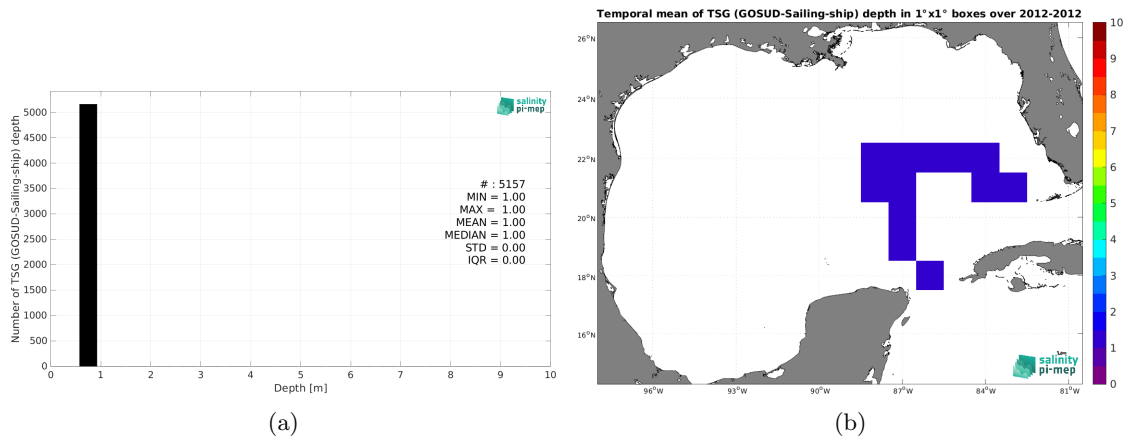 Number of TSG (GOSUD-Sailing-ship) depth
5000
4500
4000
3500
3000
2500
2000
1500
1000
500
0
0 1 2 3 4 5 6 7 8 9 10
Depth [m]
salinity
pi-mep
# : 5157
MIN = 1.00
MAX = 1.00
MEAN = 1.00
MEDIAN = 1.00
STD = 0.00
IQR = 0.00
(a)
Temporal mean of TSG (GOSUD-Sailing-ship) depth in 1°x1° boxes over 2012-2012
26°N
24°N
22°N
20°N
18°N
16°N
96°W 93°W 90°W 87°W 84°W 81°W
salinity
pi-mep
10
9
8
7
6
5
4
3
2
1
0
(b)